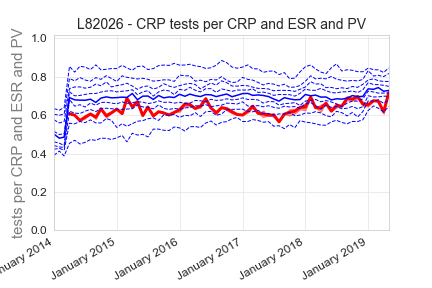 L82026 - CRP tests per CRP and ESR and PV
tests per CRP and ESR and PV
1.0
0.8
0.6
0.4
0.2
0.0
nuary 2014
January 2015
January 2016
January 2017
January 2018
January 2019